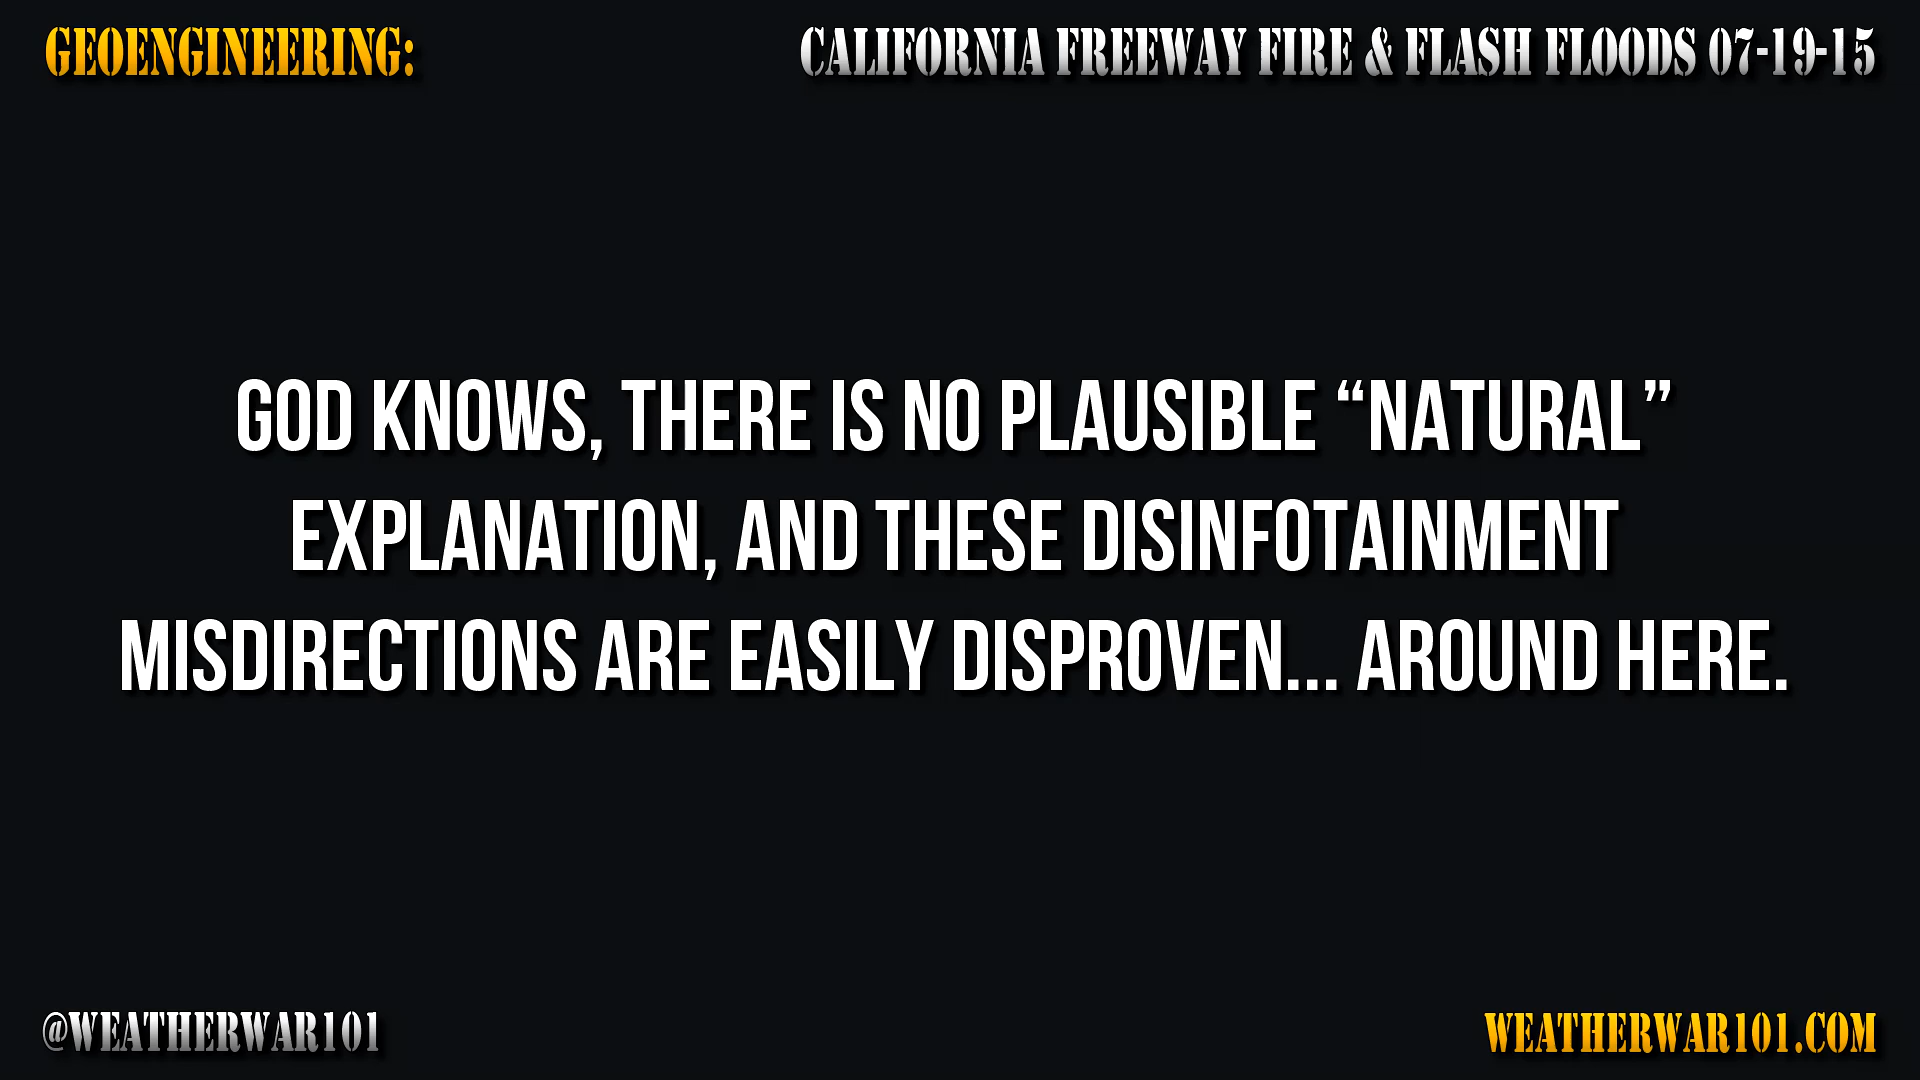 GEOENGINEERING:
CALIFORNIA FREEWAY FIRE & FLASH FLOODS 07-19-15
GOD KNOWS, THERE IS NO PLAUSIBLE “NATURAL”
EXPLANATION, AND THESE DISINFOTAINMENT
MISDIRECTIONS ARE EASILY DISPROVEN... AROUND HERE.
@WEATHERWAR101
WEATHERWAR101.COM